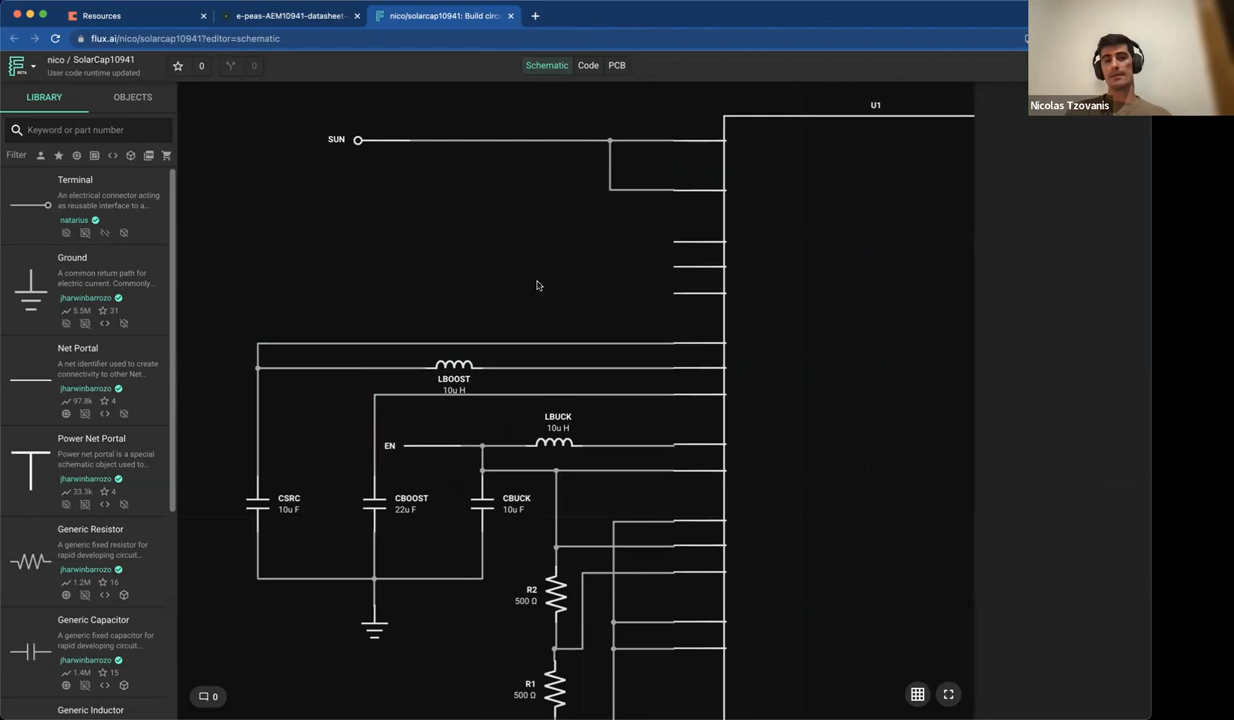 Resources
e-peas-AEM10941-datasheet-
nico/solarcap10941: Build circ
flux.ai/nico/solarcap10941?editor=schematic
BETA
nico / SolarCap10941
User code runtime updated
0
0
Schematic
Code
PCB
Nicolas Tzovanis
LIBRARY
OBJECTS
Keyword or part number
Filter
Terminal
An electrical connector acting
as reusable interface to a…
natarius
Ground
A common return path for
electric current. Commonly…
jharwinbarrozo
5.5M
31
Net Portal
A net identifier used to create
connectivity to other Net…
jharwinbarrozo
97.8k
4
Power Net Portal
Power net portal is a special
schematic object used to…
jharwinbarrozo
33.3k
4
Generic Resistor
A generic fixed resistor for
rapid developing circuit…
jharwinbarrozo
1.2M
16
Generic Capacitor
A generic fixed capacitor for
rapid developing circuit…
jharwinbarrozo
1.4M
15
Generic Inductor
U1
SUN
LBOOST
10u H
LBUCK
10u H
EN
CSRC
10u F
CBOOST
22u F
CBUCK
10u F
R2
500 Ω
R1
500 Ω
0